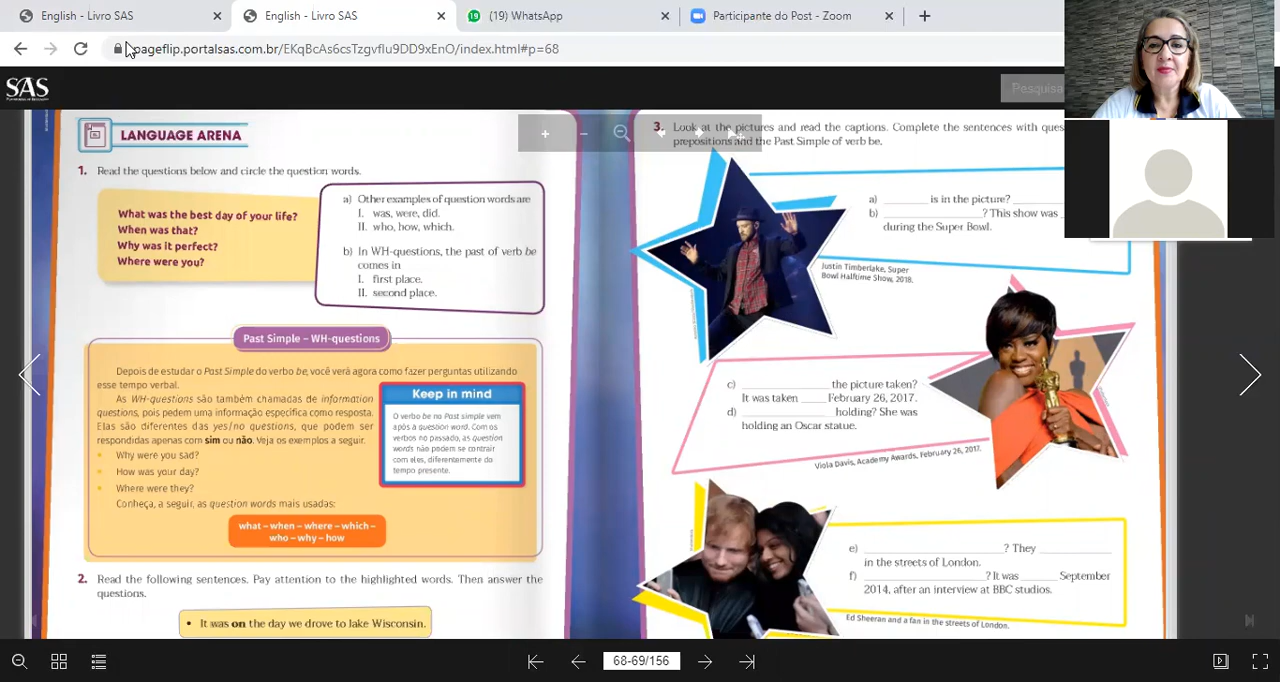 English - Livro SAS
English - Livro SAS
(19) WhatsApp
Participante do Post - Zoom
pageflip.portalsas.com.br/EKqBcAs6csTzgvflu9DD9xEnO/index.html#p=68
SAS
Pesquisa
LANGUAGE ARENA
1. Read the questions below and circle the question words.
What was the best day of your life?
When was that?
Why was it perfect?
Where were you?
a) Other examples of question words are
I. was, were, did.
II. who, how, which.
b) In WH-questions, the past of verb be
comes in
I. first place.
II. second place.
Past Simple – WH-questions
Depois de estudar o Past Simple do verbo be, você verá agora como fazer perguntas utilizando
esse tempo verbal.
As WH-questions são também chamadas de information
questions, pois pedem uma informação específica como resposta.
Elas são diferentes das yes/no questions, que podem ser
respondidas apenas com sim ou não. Veja os exemplos a seguir.
• Why were you sad?
• How was your day?
• Where were they?
Conheça, a seguir, as question words mais usadas:
what – when – where – which –
who – why – how
Keep in mind
O verbo be no Past simple vem
após a question word. Com os
verbos no passado, as question
words não podem se contrair
com eles, diferentemente do
tempo presente.
2. Read the following sentences. Pay attention to the highlighted words. Then answer the
questions.
• It was on the day we drove to lake Wisconsin.
3. Look at the pictures and read the captions. Complete the sentences with ques
prepositions and the Past Simple of verb be.
a) ________ is in the picture? ________
b) ________________? This show was
during the Super Bowl.
Justin Timberlake, Super
Bowl Halftime Show, 2018.
c) ______________ the picture taken?
It was taken ____ February 26, 2017.
d) ______________ holding? She was
holding an Oscar statue.
Viola Davis, Academy Awards, February 26, 2017.
e) ______________________? They ___________
in the streets of London.
f) ___________________? It was _____ September
2014, after an interview at BBC studios.
Ed Sheeran and a fan in the streets of London.
68-69/156